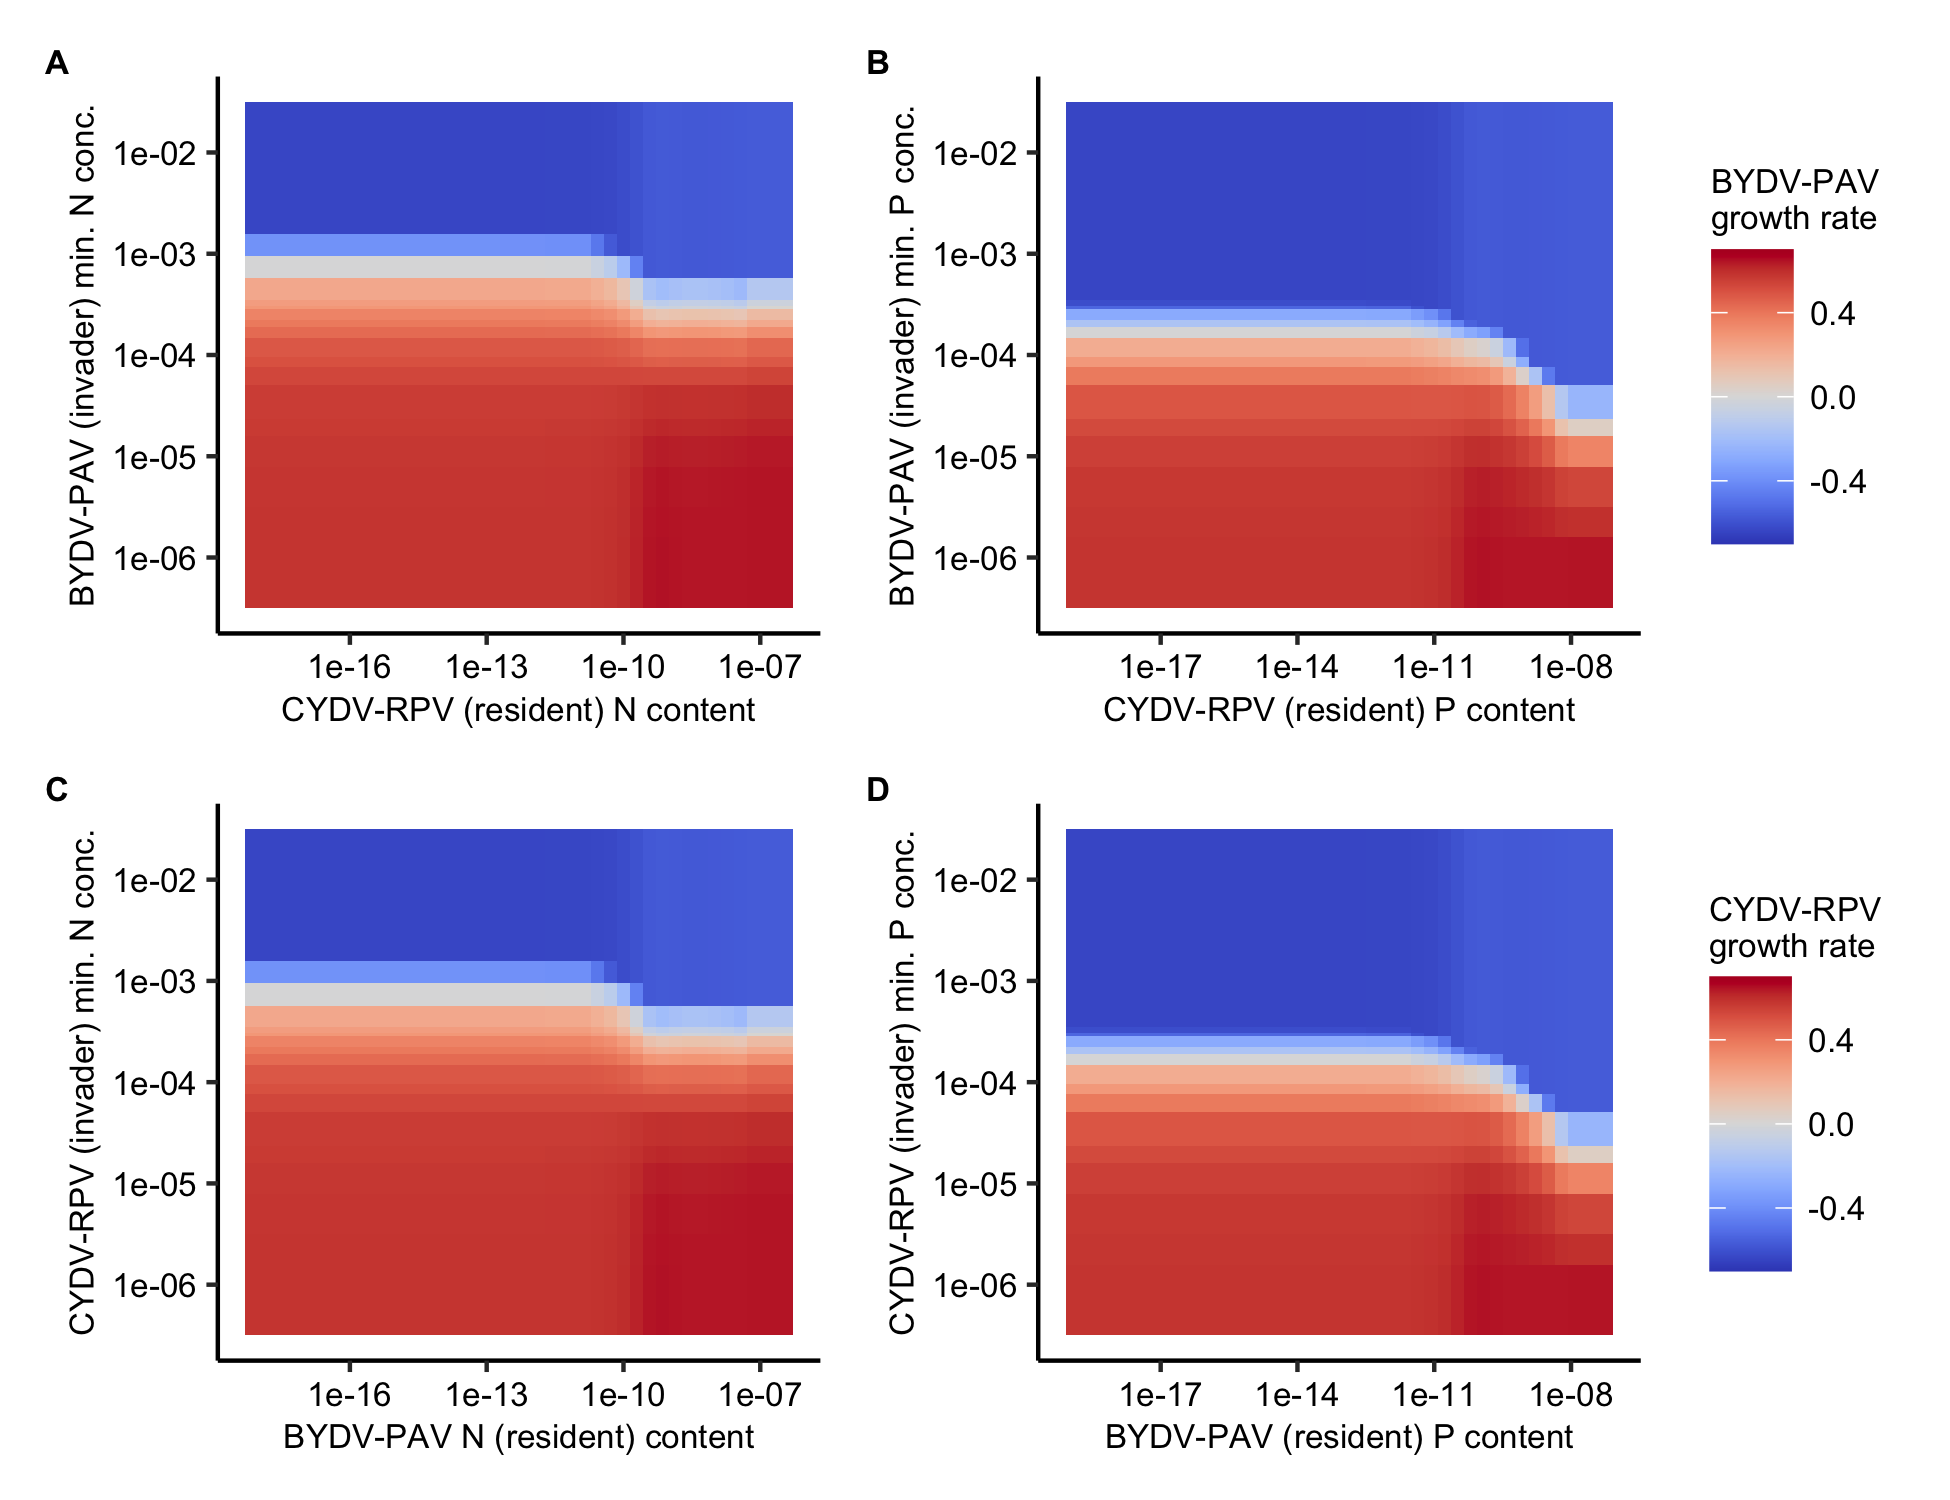 A
BYDV-PAV (invader) min. N conc.
1e-02
1e-03
1e-04
1e-05
1e-06
1e-16
1e-13
1e-10
1e-07
CYDV-RPV (resident) N content
B
BYDV-PAV (invader) min. P conc.
1e-02
1e-03
1e-04
1e-05
1e-06
1e-17
1e-14
1e-11
1e-08
CYDV-RPV (resident) P content
BYDV-PAV
growth rate
0.4
0.0
-0.4
C
CYDV-RPV (invader) min. N conc.
1e-02
1e-03
1e-04
1e-05
1e-06
1e-16
1e-13
1e-10
1e-07
BYDV-PAV N (resident) content
D
CYDV-RPV (invader) min. P conc.
1e-02
1e-03
1e-04
1e-05
1e-06
1e-17
1e-14
1e-11
1e-08
BYDV-PAV (resident) P content
CYDV-RPV
growth rate
0.4
0.0
-0.4